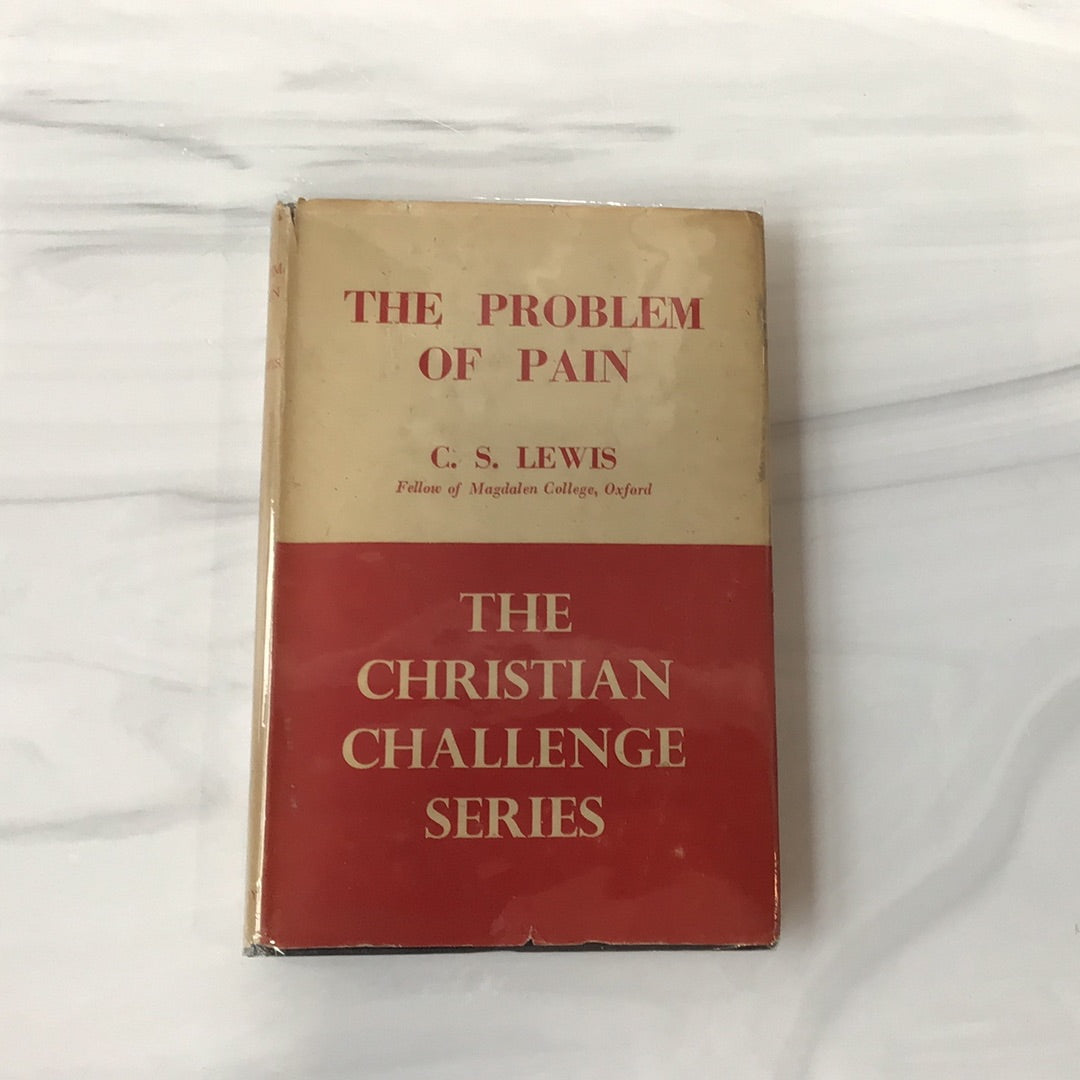 THE PROBLEM
OF PAIN
C. S. LEWIS
Fellow of Magdalen College, Oxford
THE
CHRISTIAN
CHALLENGE
SERIES